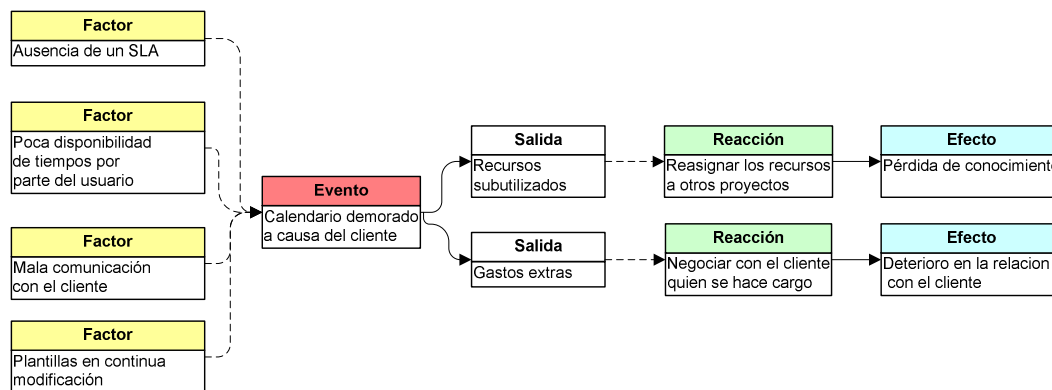 Factor
Ausencia de un SLA
Factor
Poca disponibilidad
de tiempos por
parte del usuario
Factor
Mala comunicación
con el cliente
Factor
Plantillas en continua
modificación
Evento
Calendario demorado
a causa del cliente
Salida
Recursos
subutilizados
Salida
Gastos extras
Reacción
Reasignar los recursos
a otros proyectos
Reacción
Negociar con el cliente
quien se hace cargo
Efecto
Pérdida de conocimiento
Efecto
Deterioro en la relacion
con el cliente